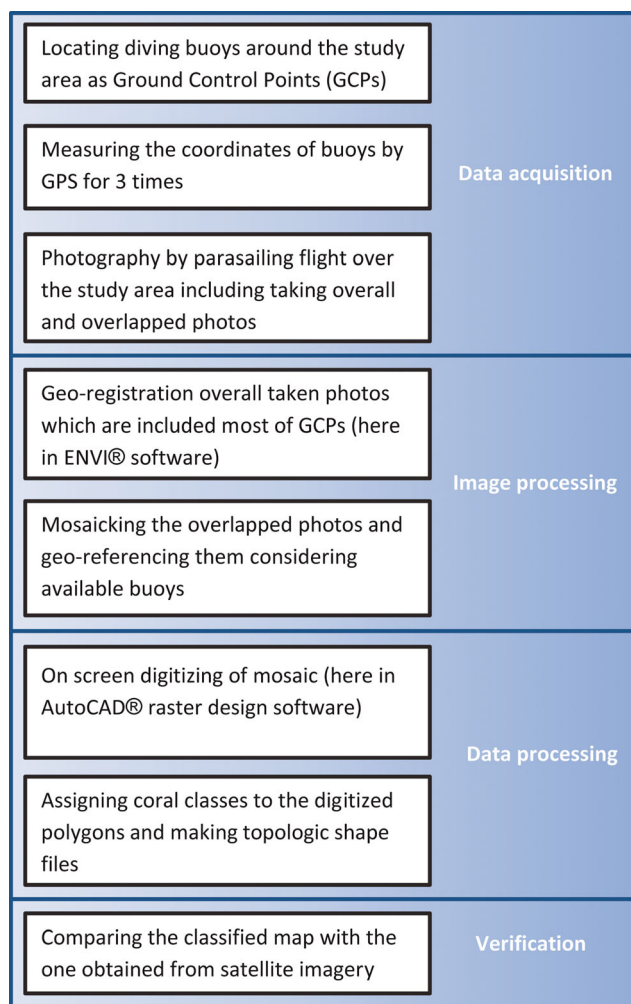 Locating diving buoys around the study
area as Ground Control Points (GCPs)
Measuring the coordinates of buoys by
GPS for 3 times
Data acquisition
Photography by parasailing flight over
the study area including taking overall
and overlapped photos
Geo-registration overall taken photos
which are included most of GCPs (here
in ENVI® software)
Image processing
Mosaicking the overlapped photos and
geo-referencing them considering
available buoys
On screen digitizing of mosaic (here in
AutoCAD® raster design software)
Data processing
Assigning coral classes to the digitized
polygons and making topologic shape
files
Comparing the classified map with the
one obtained from satellite imagery
Verification